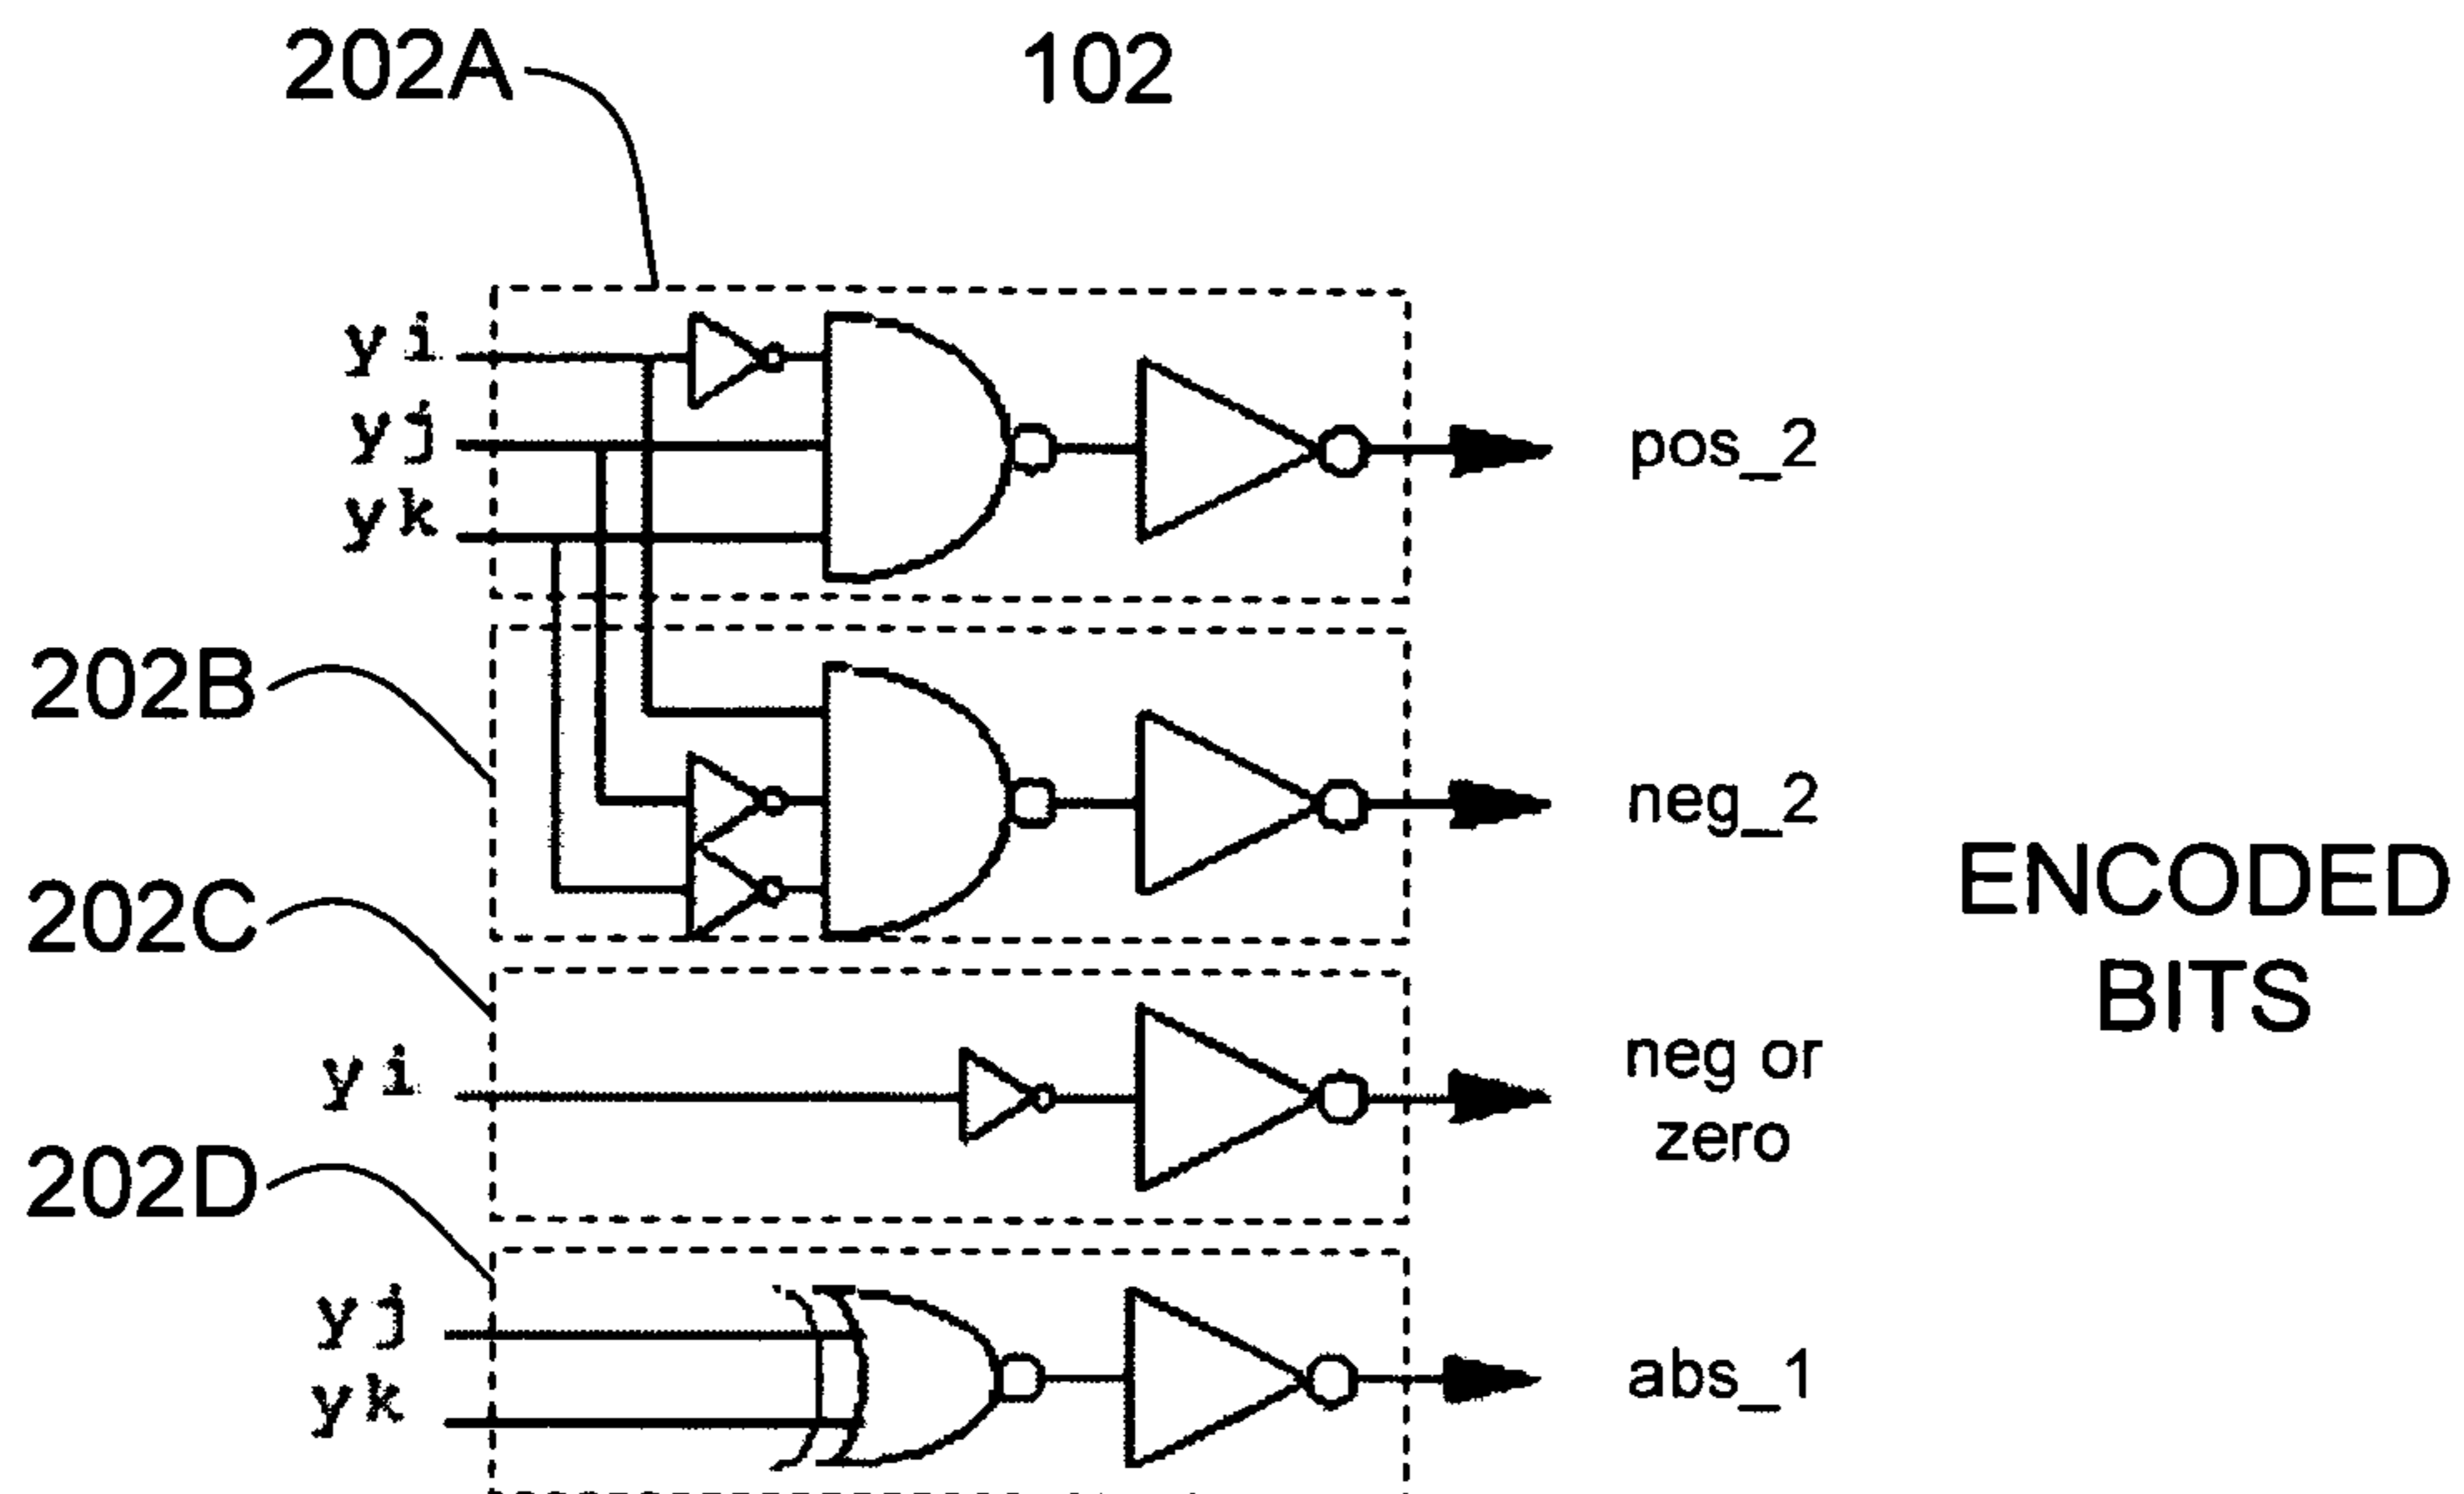 202A
102
yi
yj
yk
pos_2
202B
neg_2
ENCODED
BITS
202C
yi
neg or
zero
202D
yj
yk
abs_1